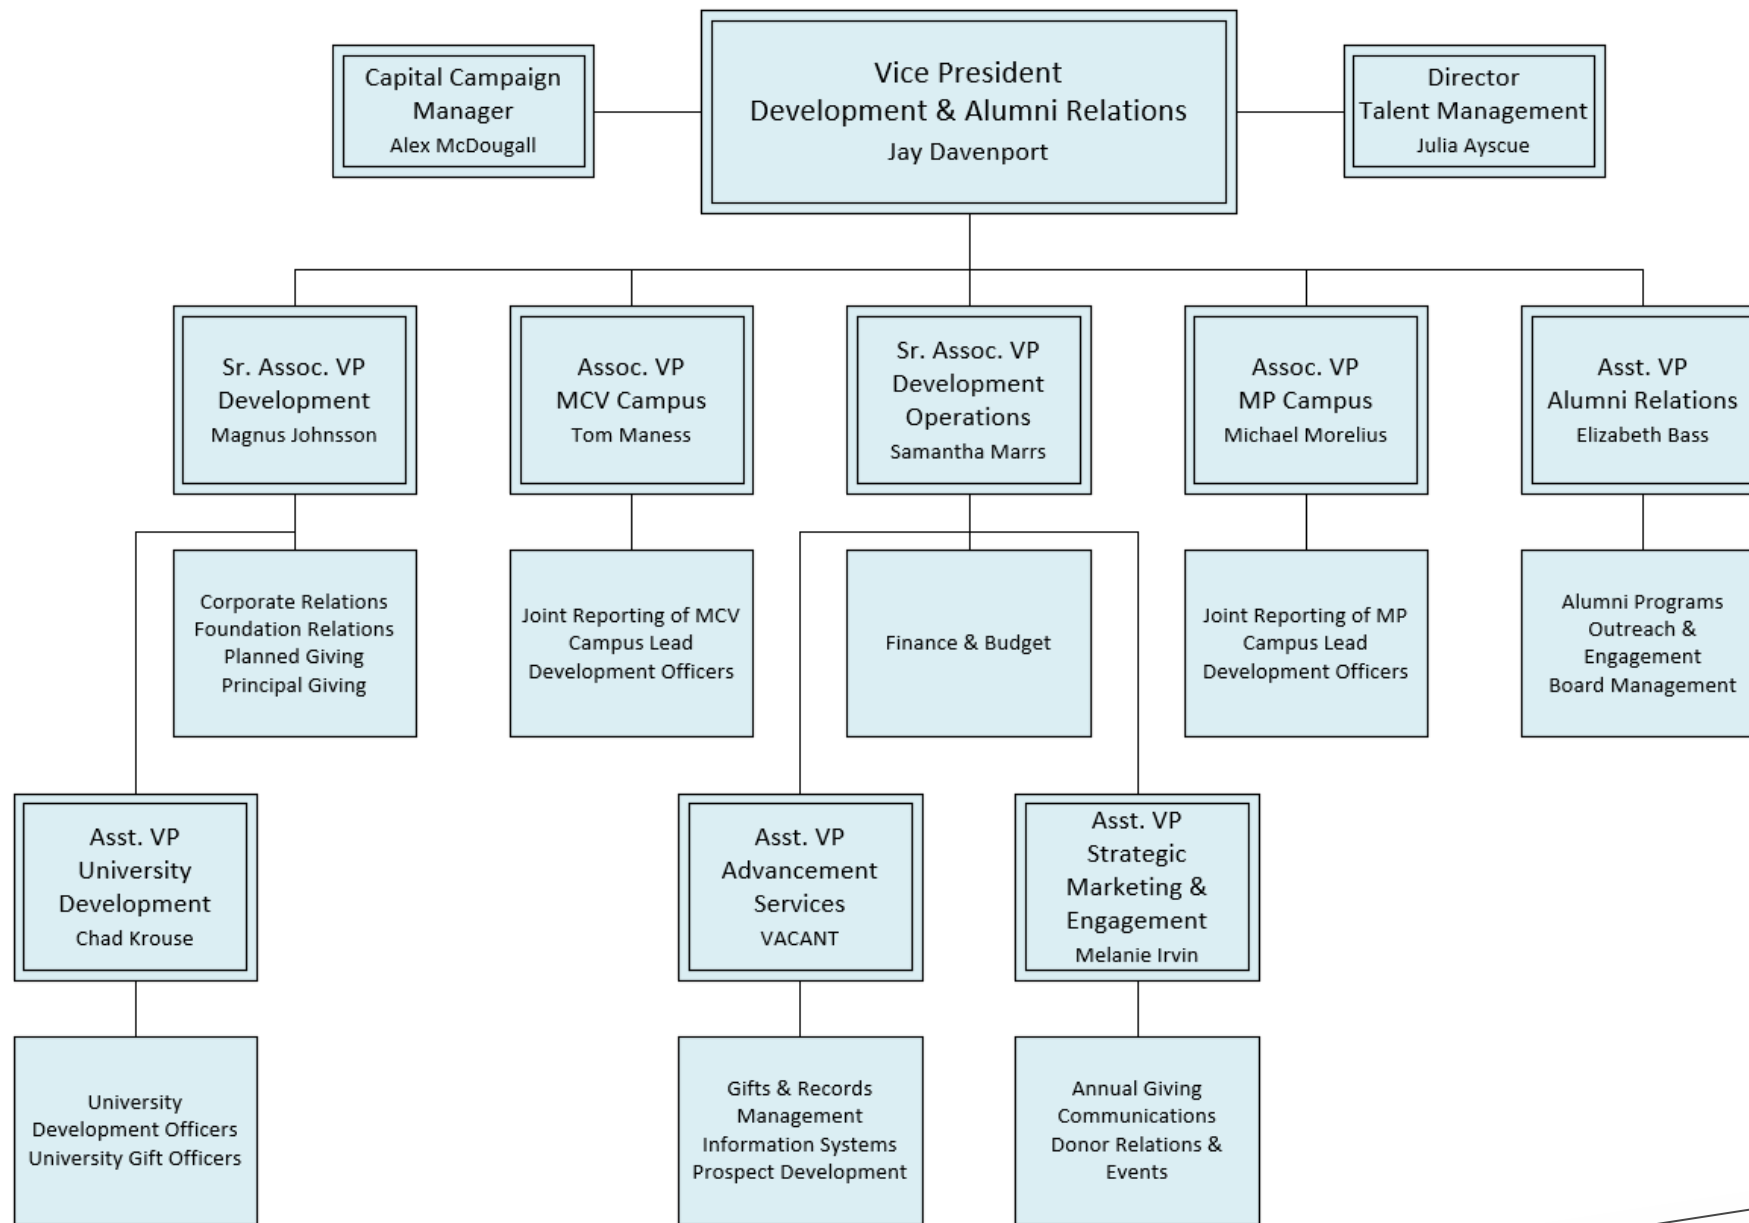 Capital Campaign
Manager
Alex McDougall
Vice President
Development & Alumni Relations
Jay Davenport
Director
Talent Management
Julia Ayscue
Sr. Assoc. VP
Development
Magnus Johnsson
Assoc. VP
MCV Campus
Tom Maness
Sr. Assoc. VP
Development
Operations
Samantha Marrs
Assoc. VP
MP Campus
Michael Morelius
Asst. VP
Alumni Relations
Elizabeth Bass
Corporate Relations
Foundation Relations
Planned Giving
Principal Giving
Joint Reporting of MCV
Campus Lead
Development Officers
Finance & Budget
Joint Reporting of MP
Campus Lead
Development Officers
Alumni Programs
Outreach &
Engagement
Board Management
Asst. VP
University
Development
Chad Krouse
Asst. VP
Advancement
Services
VACANT
Asst. VP
Strategic
Marketing &
Engagement
Melanie Irvin
University
Development Officers
University Gift Officers
Gifts & Records
Management
Information Systems
Prospect Development
Annual Giving
Communications
Donor Relations &
Events